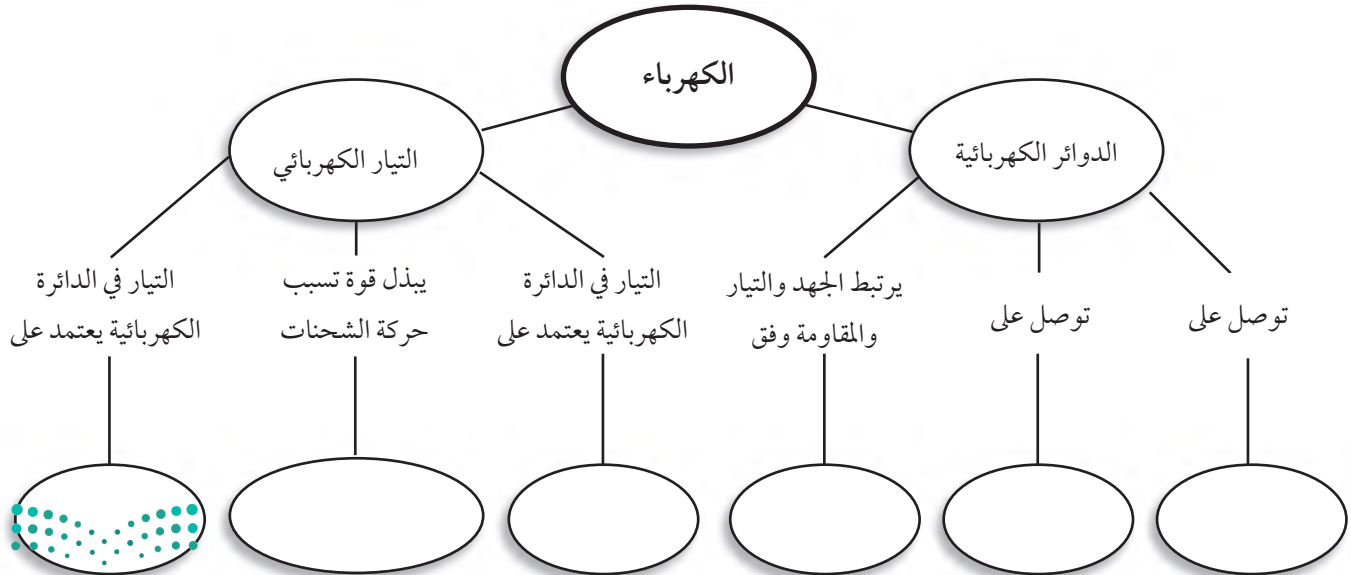 الكهرباء
الدوائر الكهربائية
التيار الكهربائي
توصل على
توصل على
يرتبط الجهد والتيار
والمقاومة وفق
التيار في الدائرة
الكهربائية يعتمد على
يبذل قوة تسبب
حركة الشحنات
التيار في الدائرة
الكهربائية يعتمد على